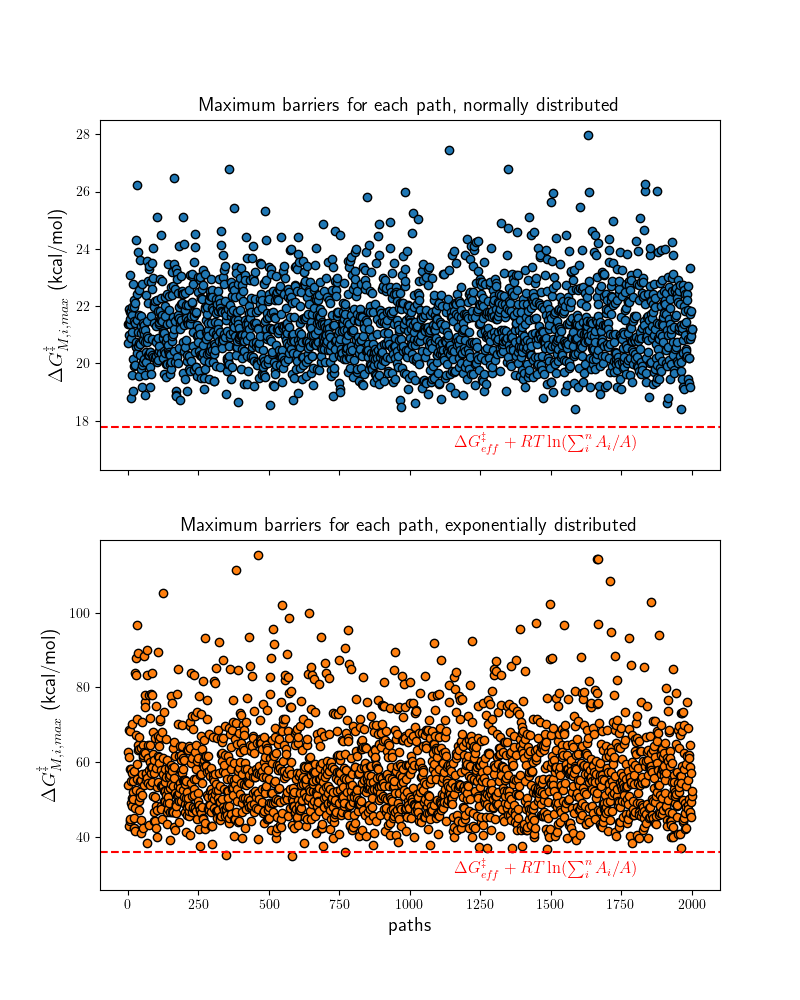 Maximum barriers for each path, normally distributed
28
26
24
22
20
18
ΔG‡M,i,max (kcal/mol)
ΔG‡eff + RT ln(∑ni Ai/A)
Maximum barriers for each path, exponentially distributed
100
80
60
40
ΔG‡M,i,max (kcal/mol)
ΔG‡eff + RT ln(∑ni Ai/A)
0 250 500 750 1000 1250 1500 1750 2000
paths